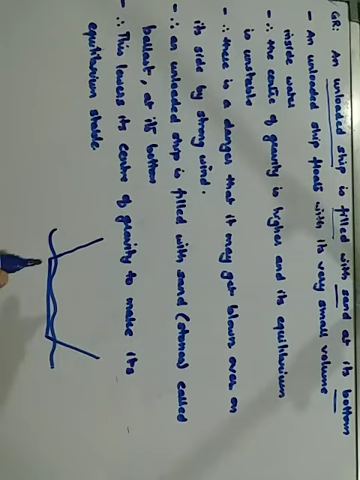 GR: An unloaded ship is filled with sand at its bottom
- An unloaded ship floats with its very small volume
inside water
- ∴ the centre of gravity is higher and its equilibrium
is unstable
- ∴ there is a danger that it may get blown over on
its side by strong wind.
- ∴ an unloaded ship is filled with sand (stones) called
ballast, at its bottom
- ∴ This lowers its centre of gravity to make its
equilibrium stable